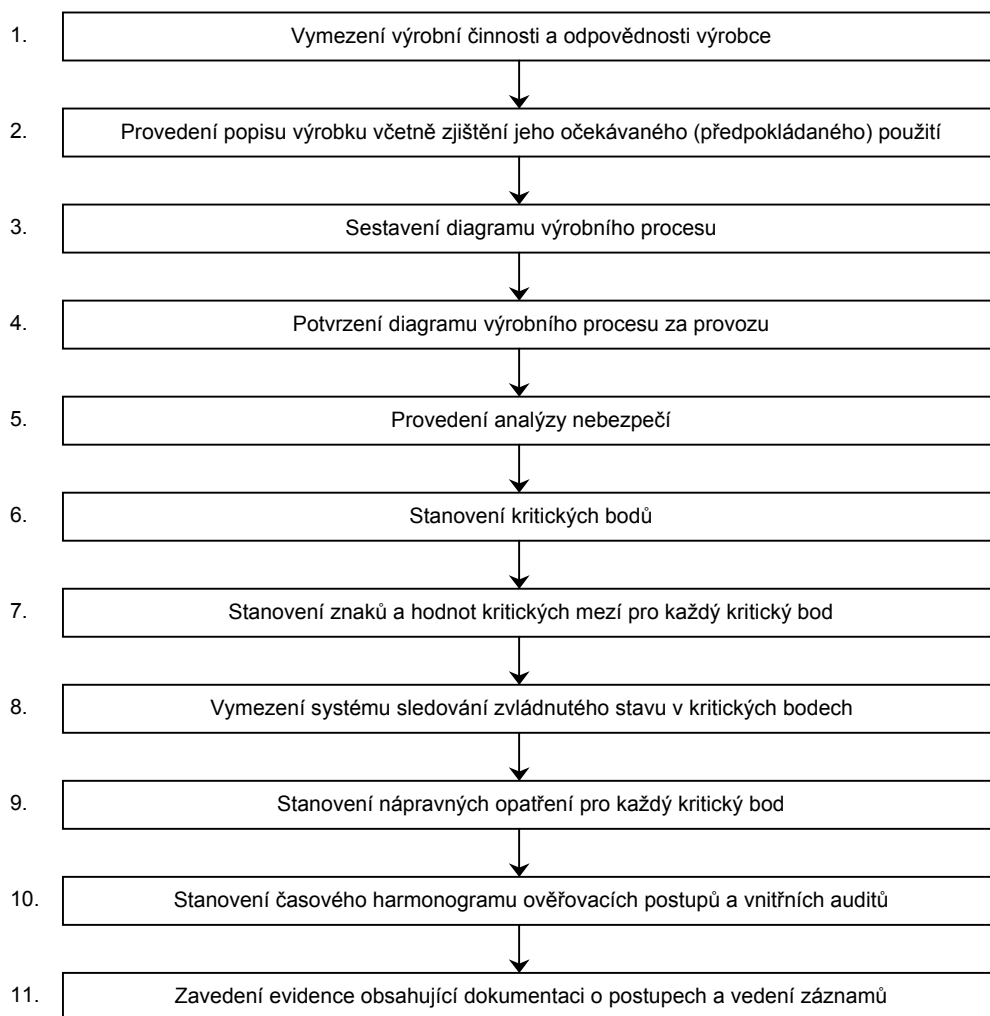 1. Vymezení výrobní činnosti a odpovědnosti výrobce
2. Provedení popisu výrobku včetně zjištění jeho očekávaného (předpokládaného) použití
3. Sestavení diagramu výrobního procesu
4. Potvrzení diagramu výrobního procesu za provozu
5. Provedení analýzy nebezpečí
6. Stanovení kritických bodů
7. Stanovení znaků a hodnot kritických mezí pro každý kritický bod
8. Vymezení systému sledování zvládnutého stavu v kritických bodech
9. Stanovení nápravných opatření pro každý kritický bod
10. Stanovení časového harmonogramu ověřovacích postupů a vnitřních auditů
11. Zavedení evidence obsahující dokumentaci o postupech a vedení záznamů